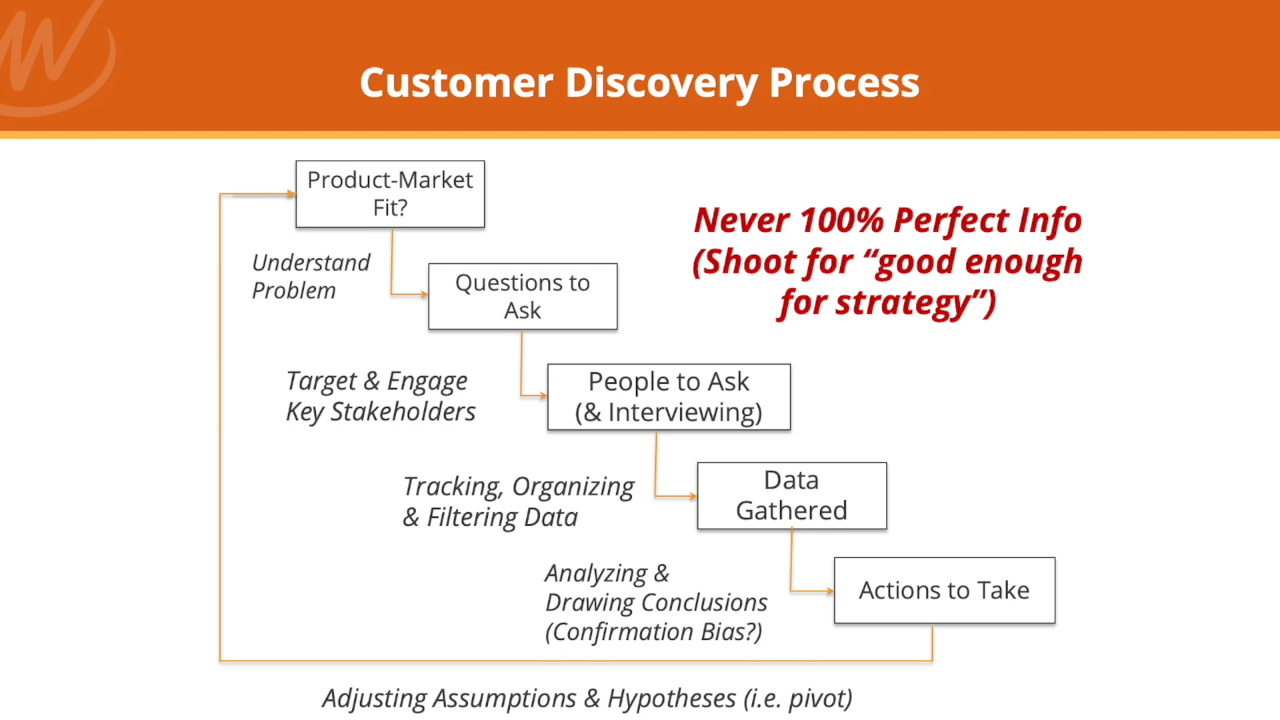 Customer Discovery Process
Product-Market
Fit?
Never 100% Perfect Info
(Shoot for “good enough
for strategy”)
Understand
Problem
Questions to
Ask
Target & Engage
Key Stakeholders
People to Ask
(& Interviewing)
Tracking, Organizing
& Filtering Data
Data
Gathered
Analyzing &
Drawing Conclusions
(Confirmation Bias?)
Actions to Take
Adjusting Assumptions & Hypotheses (i.e. pivot)